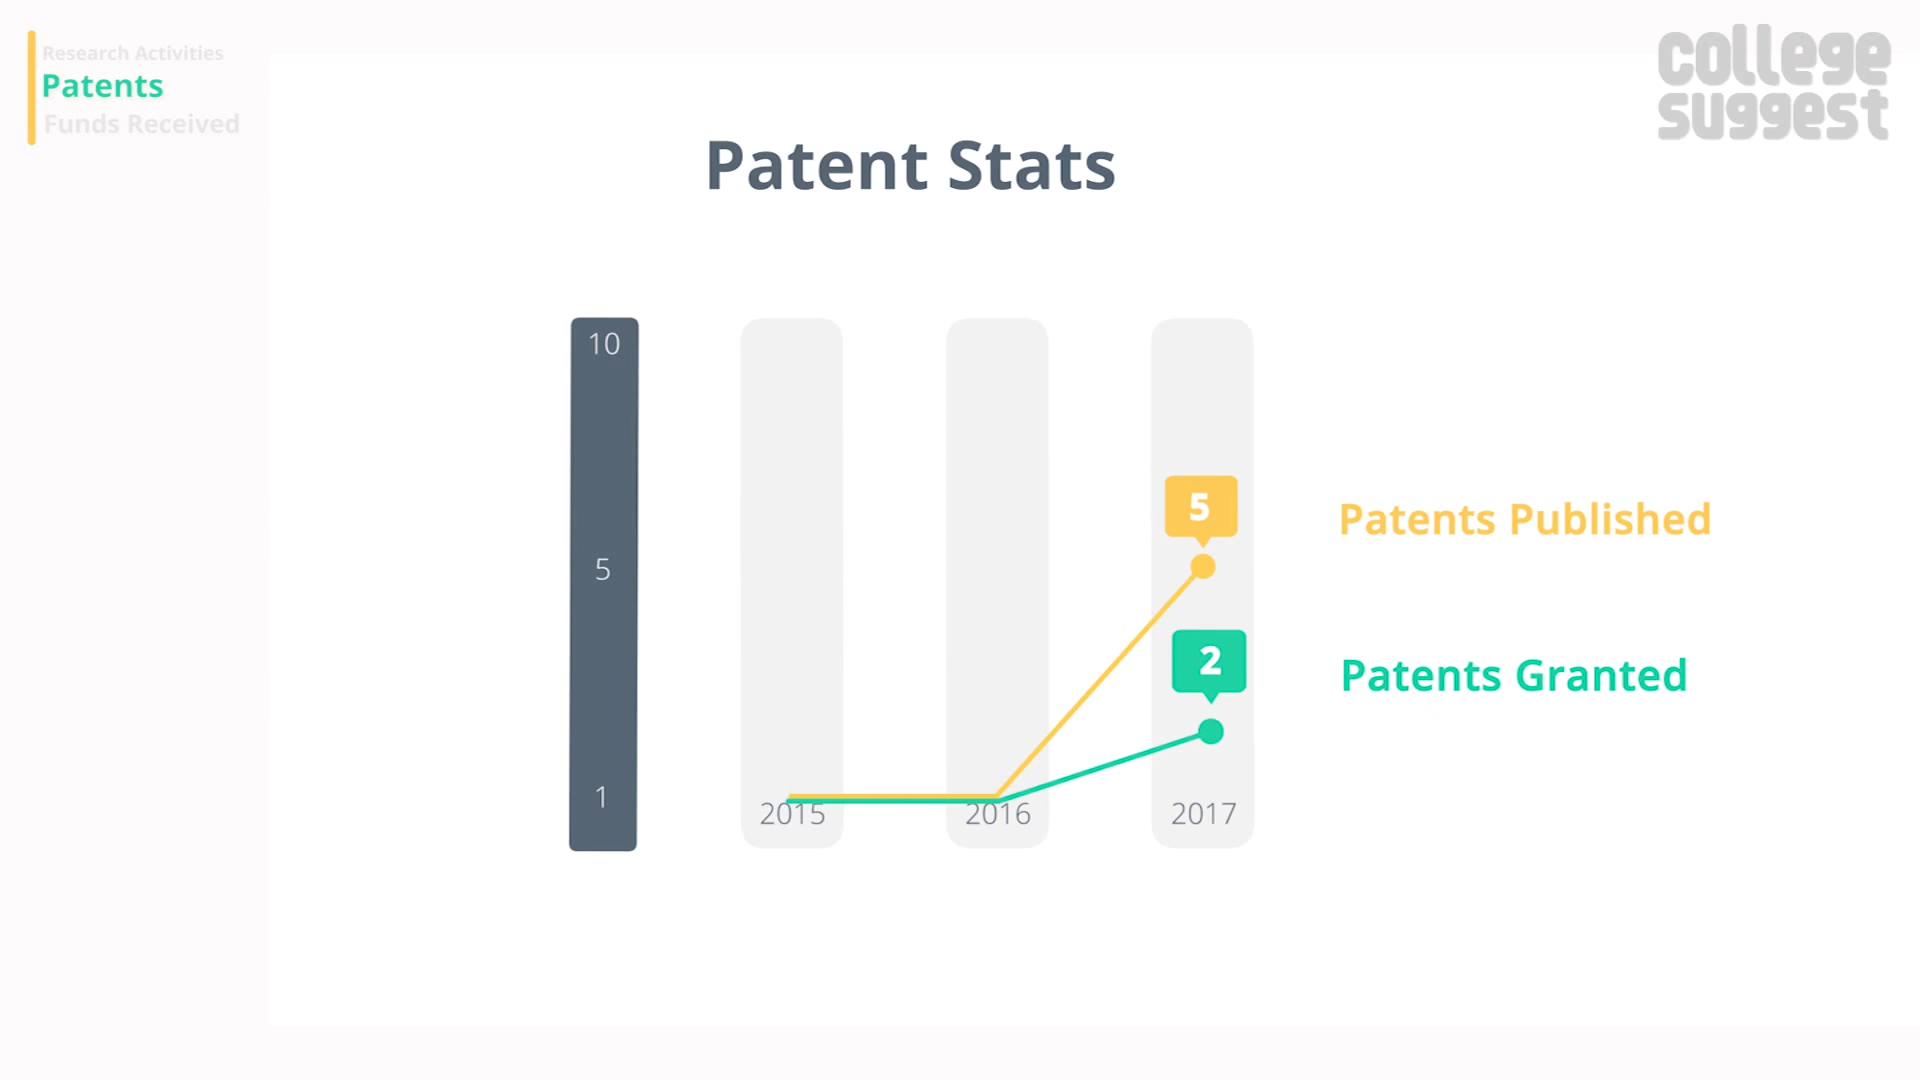 Research Activities
Patents
Funds Received
college
suggest
Patent Stats
10
5
1
5
2
Patents Published
Patents Granted
2015
2016
2017